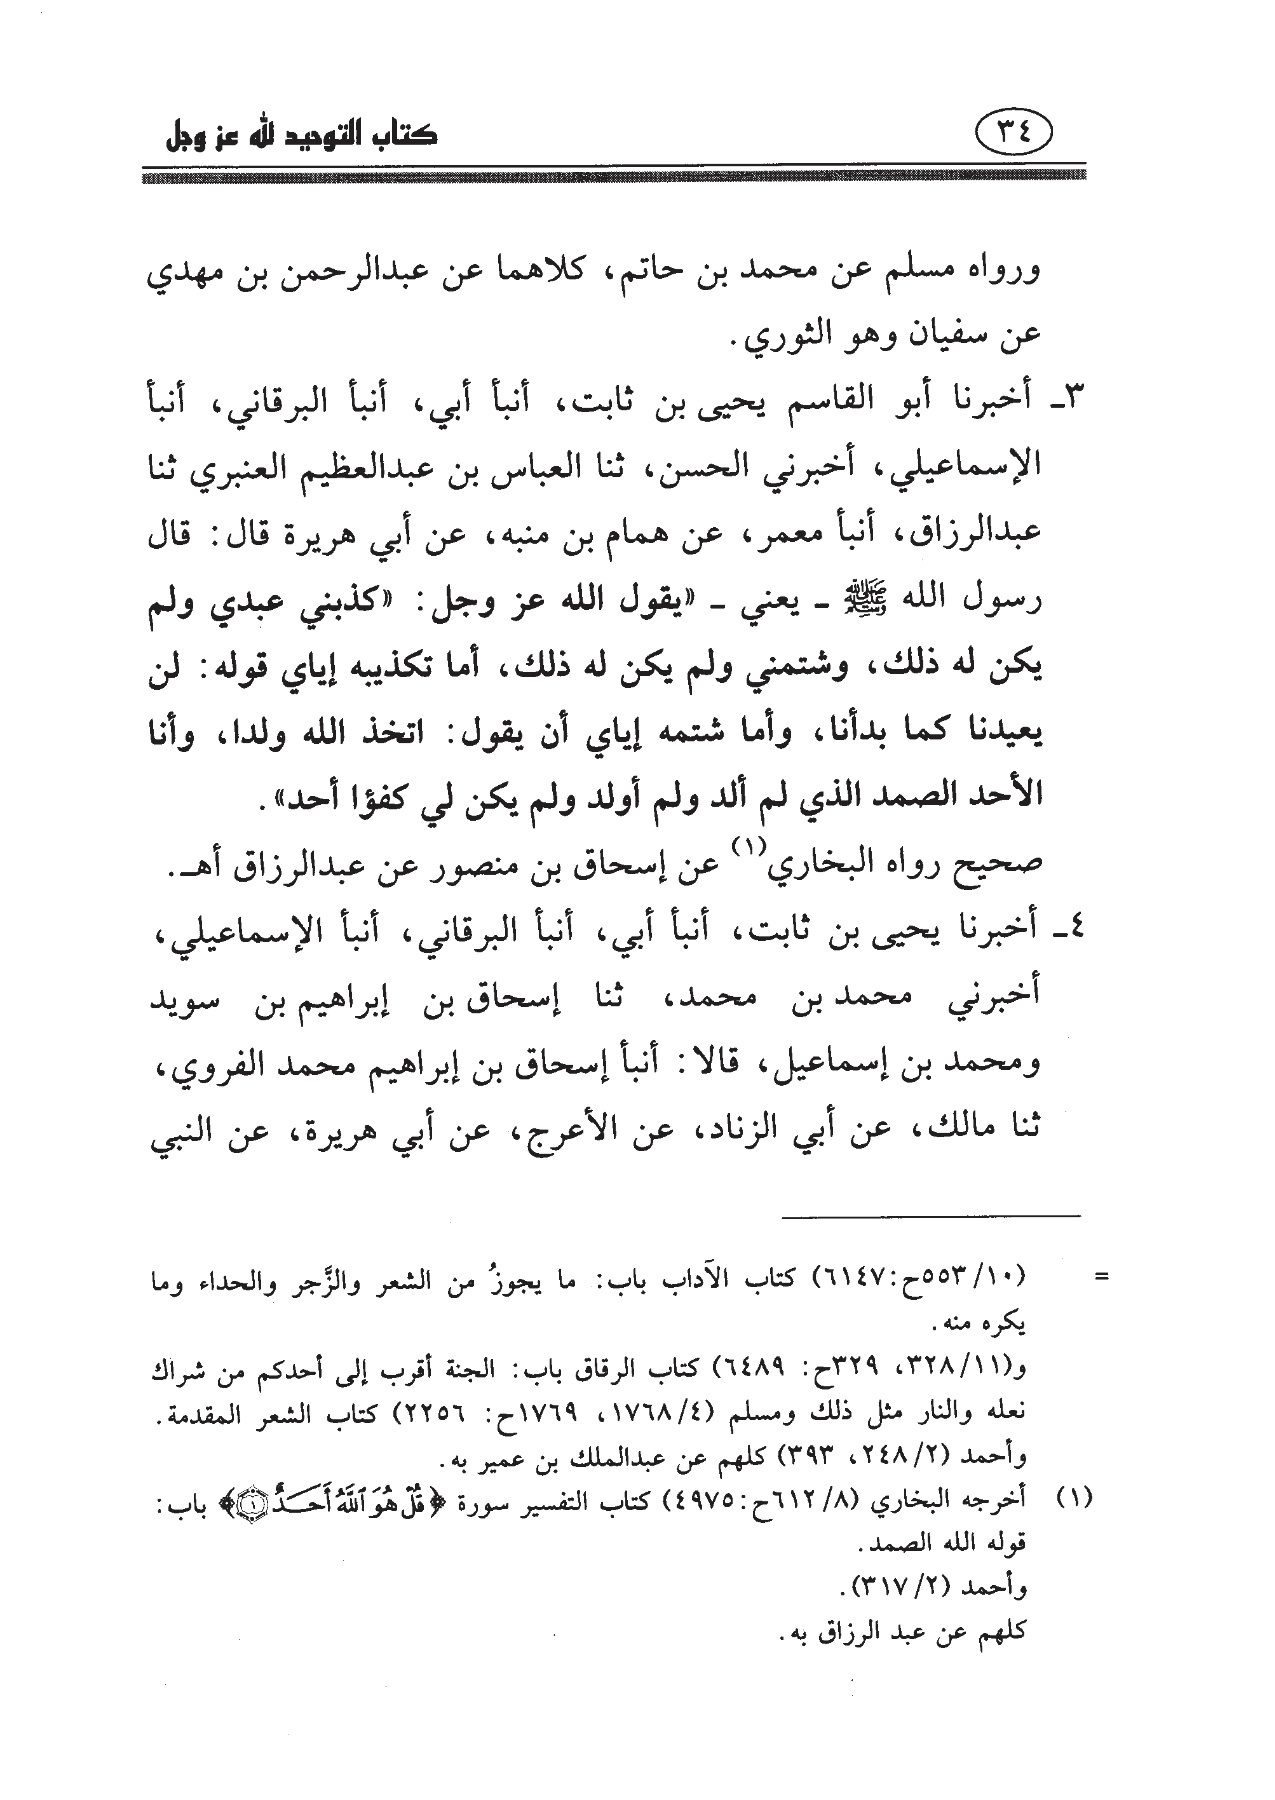 ٣٤
كتاب التوحيد لله عز وجل
ورواه مسلم عن محمد بن حاتم، كلاهما عن عبدالرحمن بن مهدي
عن سفيان وهو الثوري.
٣ـ أخبرنا أبو القاسم يحيى بن ثابت، أنبأ أبي، أنبأ البرقاني، أنبأ
الإسماعيلي، أخبرني الحسن، ثنا العباس بن عبدالعظيم العنبري ثنا
عبدالرزاق، أنبأ معمر، عن همام بن منبه، عن أبي هريرة قال: قال
رسول الله ﷺ ـ يعني ـ «يقول الله عز وجل: «كذبني عبدي ولم
يكن له ذلك، وشتمني ولم يكن له ذلك، أما تكذيبه إياي قوله: لن
يعيدنا كما بدأنا، وأما شتمه إياي أن يقول: اتخذ الله ولدا، وأنا
الأحد الصمد الذي لم ألد ولم أولد ولم يكن لي كفؤا أحد».
صحيح رواه البخاري(١) عن إسحاق بن منصور عن عبدالرزاق أهـ.
٤ـ أخبرنا يحيى بن ثابت، أنبأ أبي، أنبأ البرقاني، أنبأ الإسماعيلي،
أخبرني محمد بن محمد، ثنا إسحاق بن إبراهيم بن سويد
ومحمد بن إسماعيل، قالا: أنبأ إسحاق بن إبراهيم محمد الفروي،
ثنا مالك، عن أبي الزناد، عن الأعرج، عن أبي هريرة، عن النبي
= (١٠/ ٥٥٣ح:٦١٤٧) كتاب الآداب باب: ما يجوزُ من الشعر والزَّجر والحداء وما
يكره منه.
و(١١/ ٣٢٨، ٣٢٩ح: ٦٤٨٩) كتاب الرقاق باب: الجنة أقرب إلى أحدكم من شراك
نعله والنار مثل ذلك ومسلم (٤/ ١٧٦٨، ١٧٦٩ح: ٢٢٥٦) كتاب الشعر المقدمة.
وأحمد (٢/ ٢٤٨، ٣٩٣) كلهم عن عبدالملك بن عمير به.
(١) أخرجه البخاري (٨/ ٦١٢ح:٤٩٧٥) كتاب التفسير سورة ﴿قُلْ هُوَ ٱللَّهُ أَحَـدٌ ١﴾ باب:
قوله الله الصمد.
وأحمد (٢/ ٣١٧).
كلهم عن عبد الرزاق به.